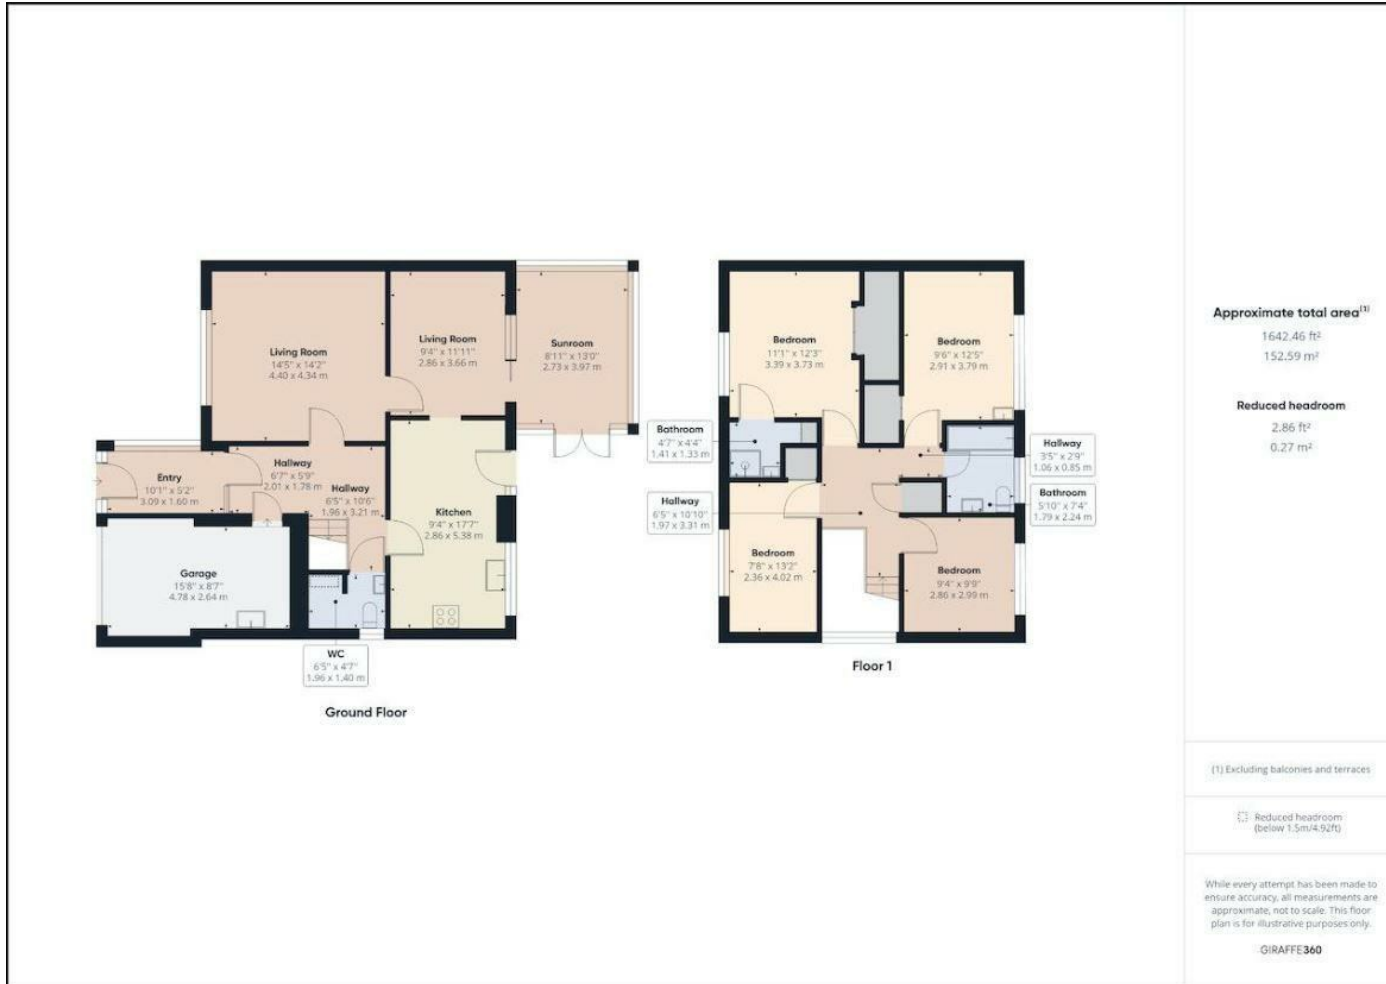 Living Room
14'5" x 14'2"
4.40 x 4.34 m
Living Room
9'4" x 11'11"
2.86 x 3.66 m
Sunroom
8'11" x 13'0"
2.73 x 3.97 m
Entry
10'1" x 5'2"
3.09 x 1.60 m
Hallway
6'7" x 5'9"
2.01 x 1.78 m
Hallway
6'5" x 10'6"
1.96 x 3.21 m
Kitchen
9'4" x 17'7"
2.86 x 5.38 m
Garage
15'8" x 8'7"
4.78 x 2.64 m
WC
6'5" x 4'7"
1.96 x 1.40 m
Ground Floor
Bedroom
11'1" x 12'3"
3.39 x 3.73 m
Bedroom
9'6" x 12'5"
2.91 x 3.79 m
Bathroom
4'7" x 4'4"
1.41 x 1.33 m
Hallway
3'5" x 2'9"
1.06 x 0.85 m
Hallway
6'5" x 10'10"
1.97 x 3.31 m
Bathroom
5'10" x 7'4"
1.79 x 2.24 m
Bedroom
7'8" x 13'2"
2.36 x 4.02 m
Bedroom
9'4" x 9'9"
2.86 x 2.99 m
Floor 1
Approximate total area(1)
1642.46 ft²
152.59 m²
Reduced headroom
2.86 ft²
0.27 m²
(1) Excluding balconies and terraces
Reduced headroom
(below 1.5m/4.92ft)
While every attempt has been made to
ensure accuracy, all measurements are
approximate, not to scale. This floor
plan is for illustrative purposes only.
GIRAFFE360